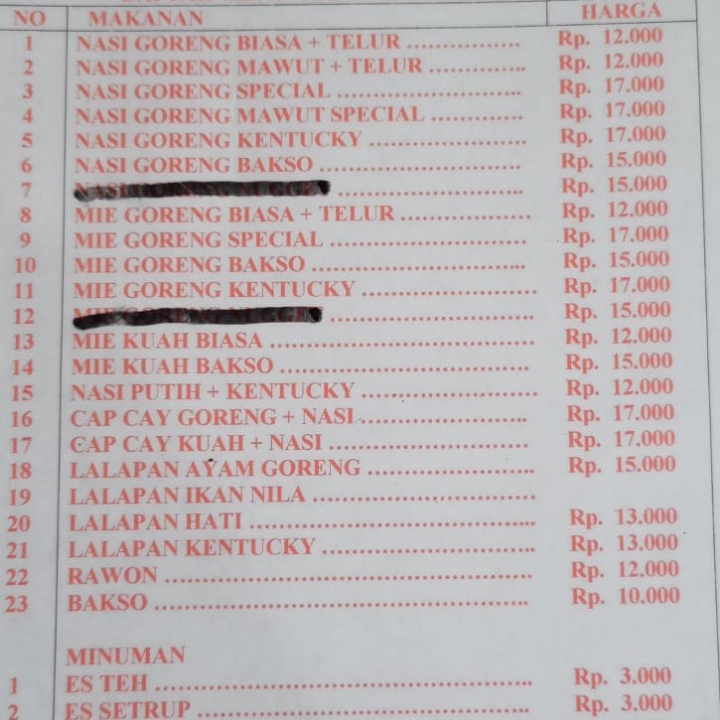 NO MAKANAN HARGA
1 NASI GORENG BIASA + TELUR ................ Rp. 12.000
2 NASI GORENG MAWUT + TELUR .............. Rp. 12.000
3 NASI GORENG SPECIAL .......................... Rp. 17.000
4 NASI GORENG MAWUT SPECIAL ............. Rp. 17.000
5 NASI GORENG KENTUCKY ...................... Rp. 17.000
6 NASI GORENG BAKSO ............................. Rp. 15.000
7 .......................... Rp. 15.000
8 MIE GORENG BIASA + TELUR .................. Rp. 12.000
9 MIE GORENG SPECIAL ............................ Rp. 17.000
10 MIE GORENG BAKSO .............................. Rp. 15.000
11 MIE GORENG KENTUCKY ........................ Rp. 17.000
12 ............................ Rp. 15.000
13 MIE KUAH BIASA ..................................... Rp. 12.000
14 MIE KUAH BAKSO ................................... Rp. 15.000
15 NASI PUTIH + KENTUCKY ........................ Rp. 12.000
16 CAP CAY GORENG + NASI ....................... Rp. 17.000
17 CAP CAY KUAH + NASI ........................... Rp. 17.000
18 LALAPAN AYAM GORENG ....................... Rp. 15.000
19 LALAPAN IKAN NILA ................................
20 LALAPAN HATI ......................................... Rp. 13.000
21 LALAPAN KENTUCKY .............................. Rp. 13.000
22 RAWON ..................................................... Rp. 12.000
23 BAKSO ....................................................... Rp. 10.000
MINUMAN
1 ES TEH ....................................................... Rp. 3.000
2 ES SETRUP ................................................ Rp. 3.000